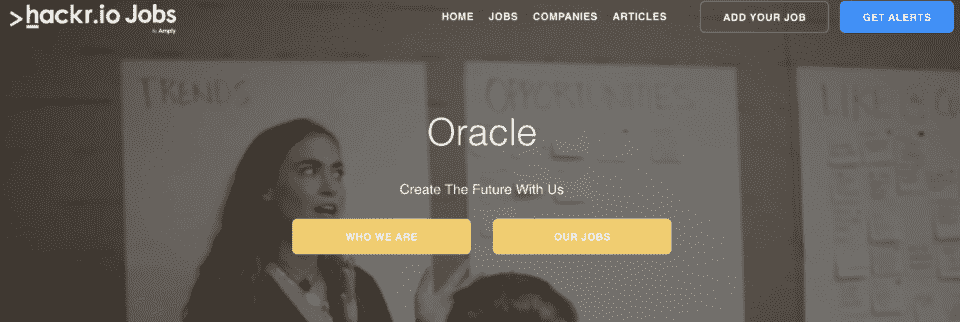 >hackr.io Jobs
by Amply
HOME JOBS COMPANIES ARTICLES
ADD YOUR JOB
GET ALERTS
TRENDS
OPPORTUNITIES
Oracle
Create The Future With Us
WHO WE ARE
OUR JOBS